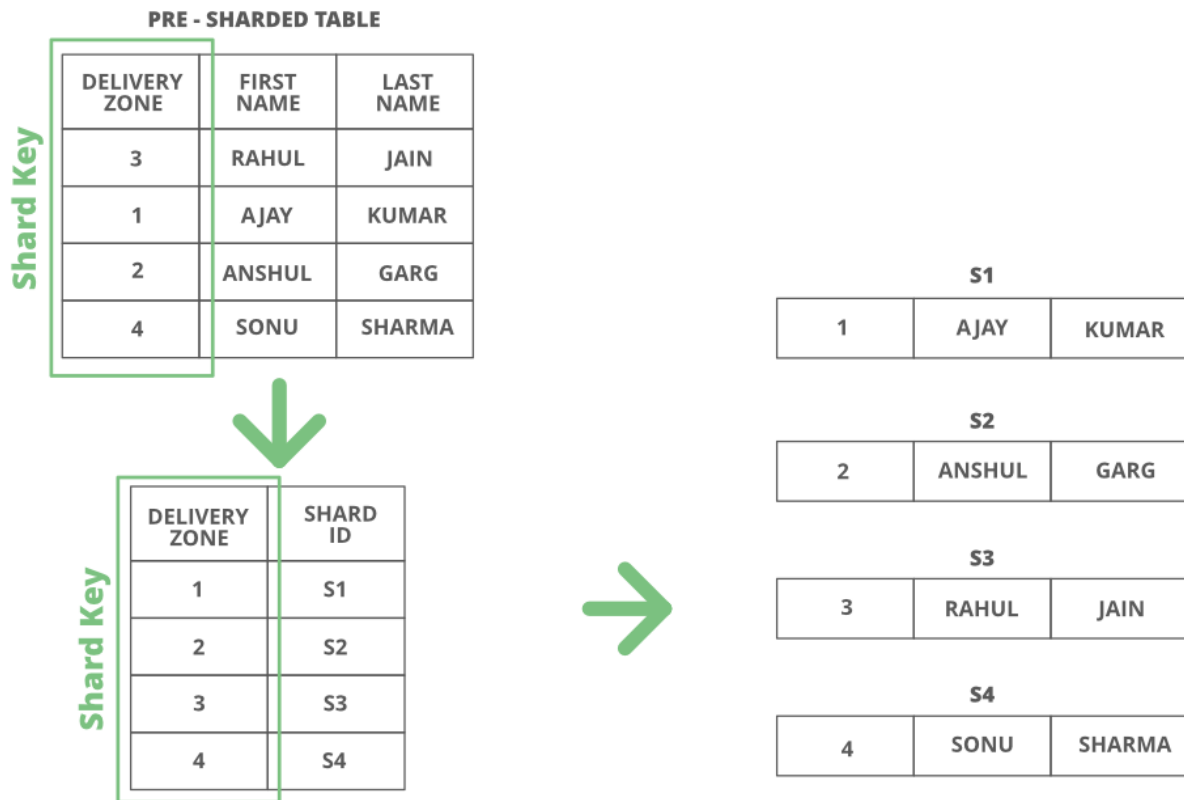 PRE - SHARDED TABLE
Shard Key
DELIVERY ZONE FIRST NAME LAST NAME
3 RAHUL JAIN
1 AJAY KUMAR
2 ANSHUL GARG
4 SONU SHARMA
Shard Key
DELIVERY ZONE SHARD ID
1 S1
2 S2
3 S3
4 S4
S1
1 AJAY KUMAR
S2
2 ANSHUL GARG
S3
3 RAHUL JAIN
S4
4 SONU SHARMA